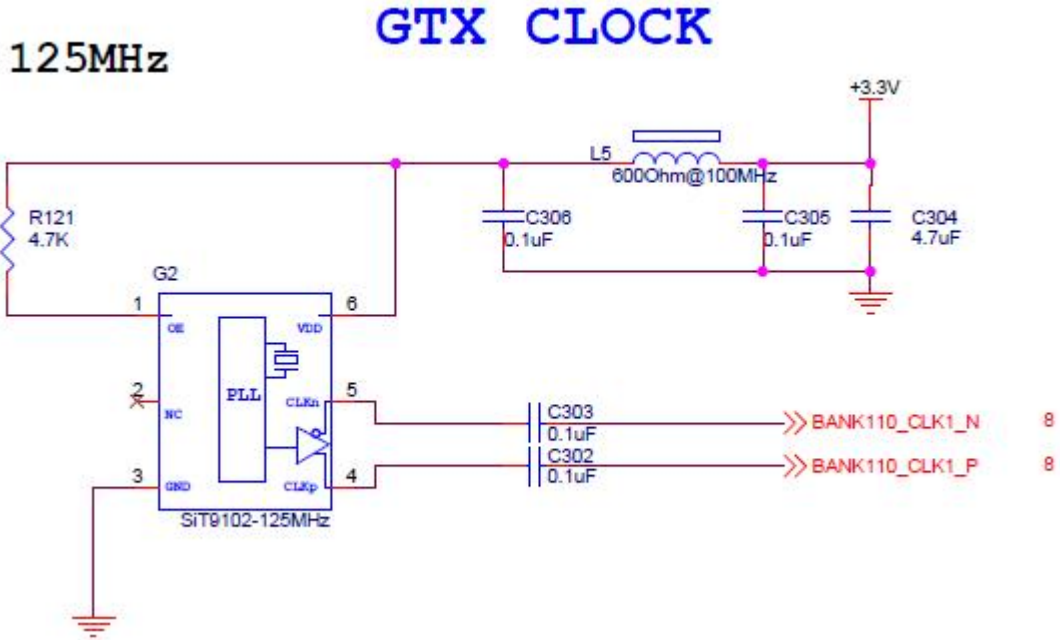 GTX CLOCK
125MHz
+3.3V
L5
600Ohm@100MHz
R121
4.7K
C306
0.1uF
C305
0.1uF
C304
4.7uF
G2
1
6
OE
VDD
2
5
PLL
CLKn
NC
C303
0.1uF
BANK110_CLK1_N 8
C302
0.1uF
BANK110_CLK1_P 8
3
4
GND
CLKp
SiT9102-125MHz